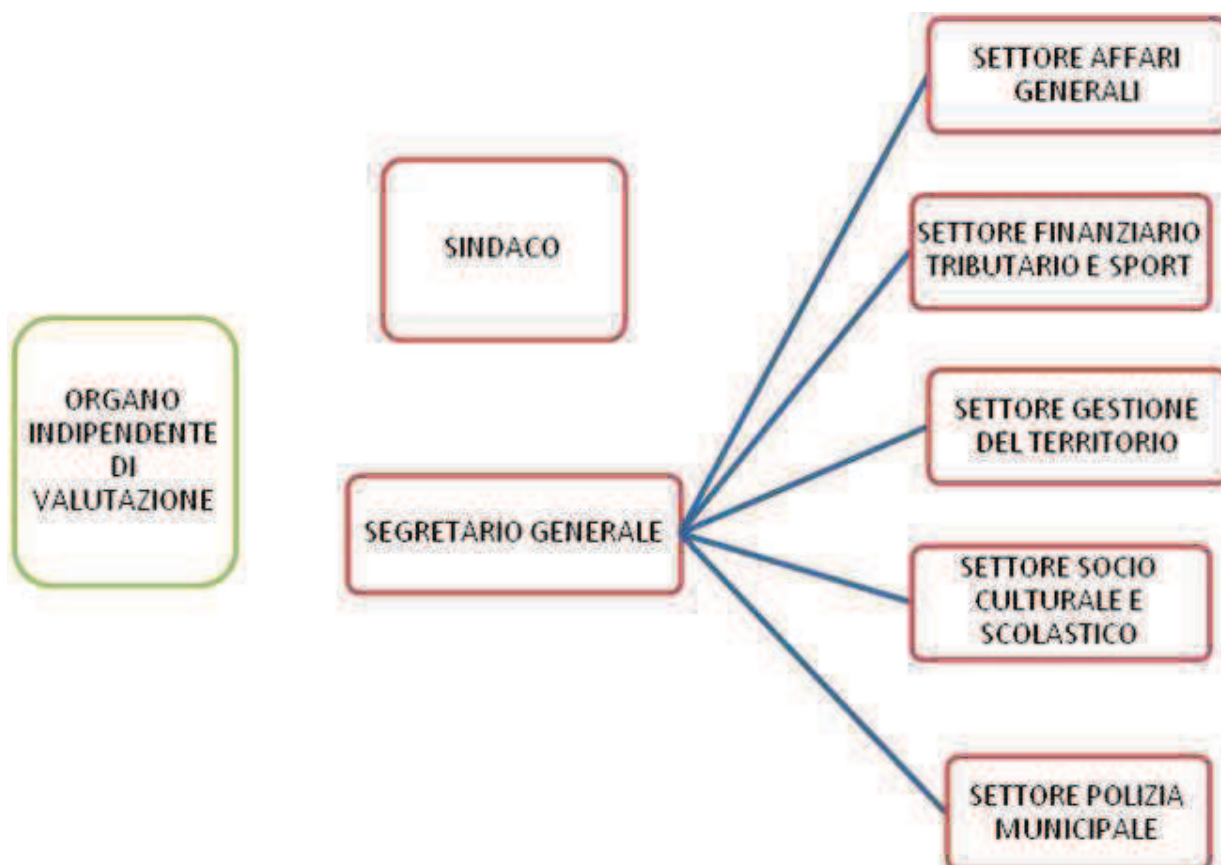 ORGANO
INDIPENDENTE
DI
VALUTAZIONE
SINDACO
SEGRETARIO GENERALE
SETTORE AFFARI
GENERALI
SETTORE FINANZIARIO
TRIBUTARIO E SPORT
SETTORE GESTIONE
DEL TERRITORIO
SETTORE SOCIO
CULTURALE E
SCOLASTICO
SETTORE POLIZIA
MUNICIPALE